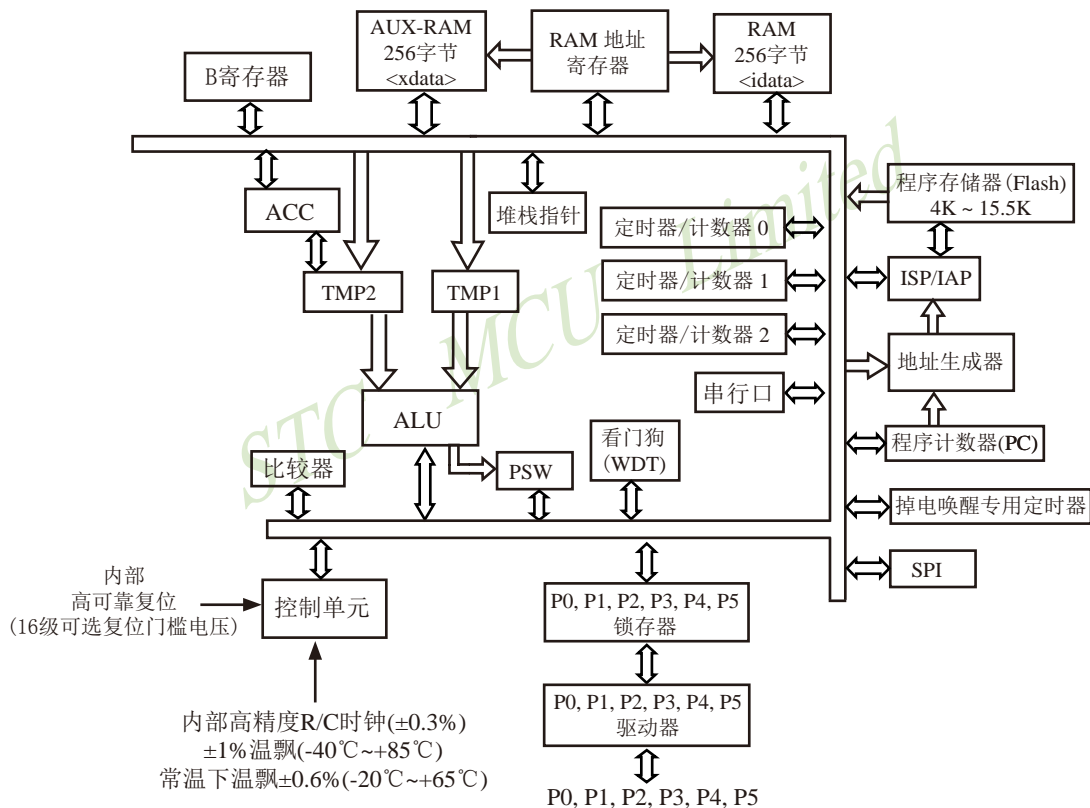 AUX-RAM
256字节
<xdata>
RAM 地址
寄存器
RAM
256字节
<idata>
B寄存器
ACC
堆栈指针
程序存储器(Flash)
4K ~ 15.5K
定时器/计数器 0
定时器/计数器 1
定时器/计数器 2
ISP/IAP
TMP2
TMP1
地址生成器
串行口
ALU
程序计数器(PC)
看门狗
(WDT)
比较器
PSW
掉电唤醒专用定时器
SPI
内部
高可靠复位
(16级可选复位门槛电压)
控制单元
P0, P1, P2, P3, P4, P5
锁存器
P0, P1, P2, P3, P4, P5
驱动器
内部高精度R/C时钟(±0.3%)
±1%温飘(-40℃~+85℃)
常温下温飘±0.6%(-20℃~+65℃)
P0, P1, P2, P3, P4, P5
STC MCU Limited